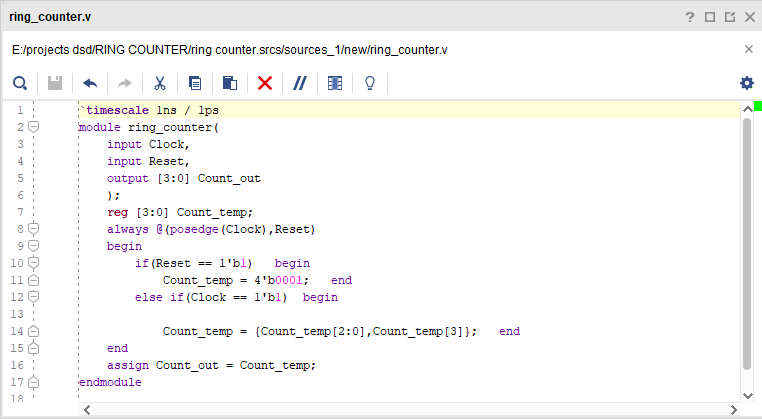 ring_counter.v
E:/projects dsd/RING COUNTER/ring counter.srcs/sources_1/new/ring_counter.v
1 `timescale 1ns / 1ps
2 module ring_counter(
3 input Clock,
4 input Reset,
5 output [3:0] Count_out
6 );
7 reg [3:0] Count_temp;
8 always @(posedge(Clock),Reset)
9 begin
10 if(Reset == 1'b1) begin
11 Count_temp = 4'b0001; end
12 else if(Clock == 1'b1) begin
13
14 Count_temp = {Count_temp[2:0],Count_temp[3]}; end
15 end
16 assign Count_out = Count_temp;
17 endmodule
18